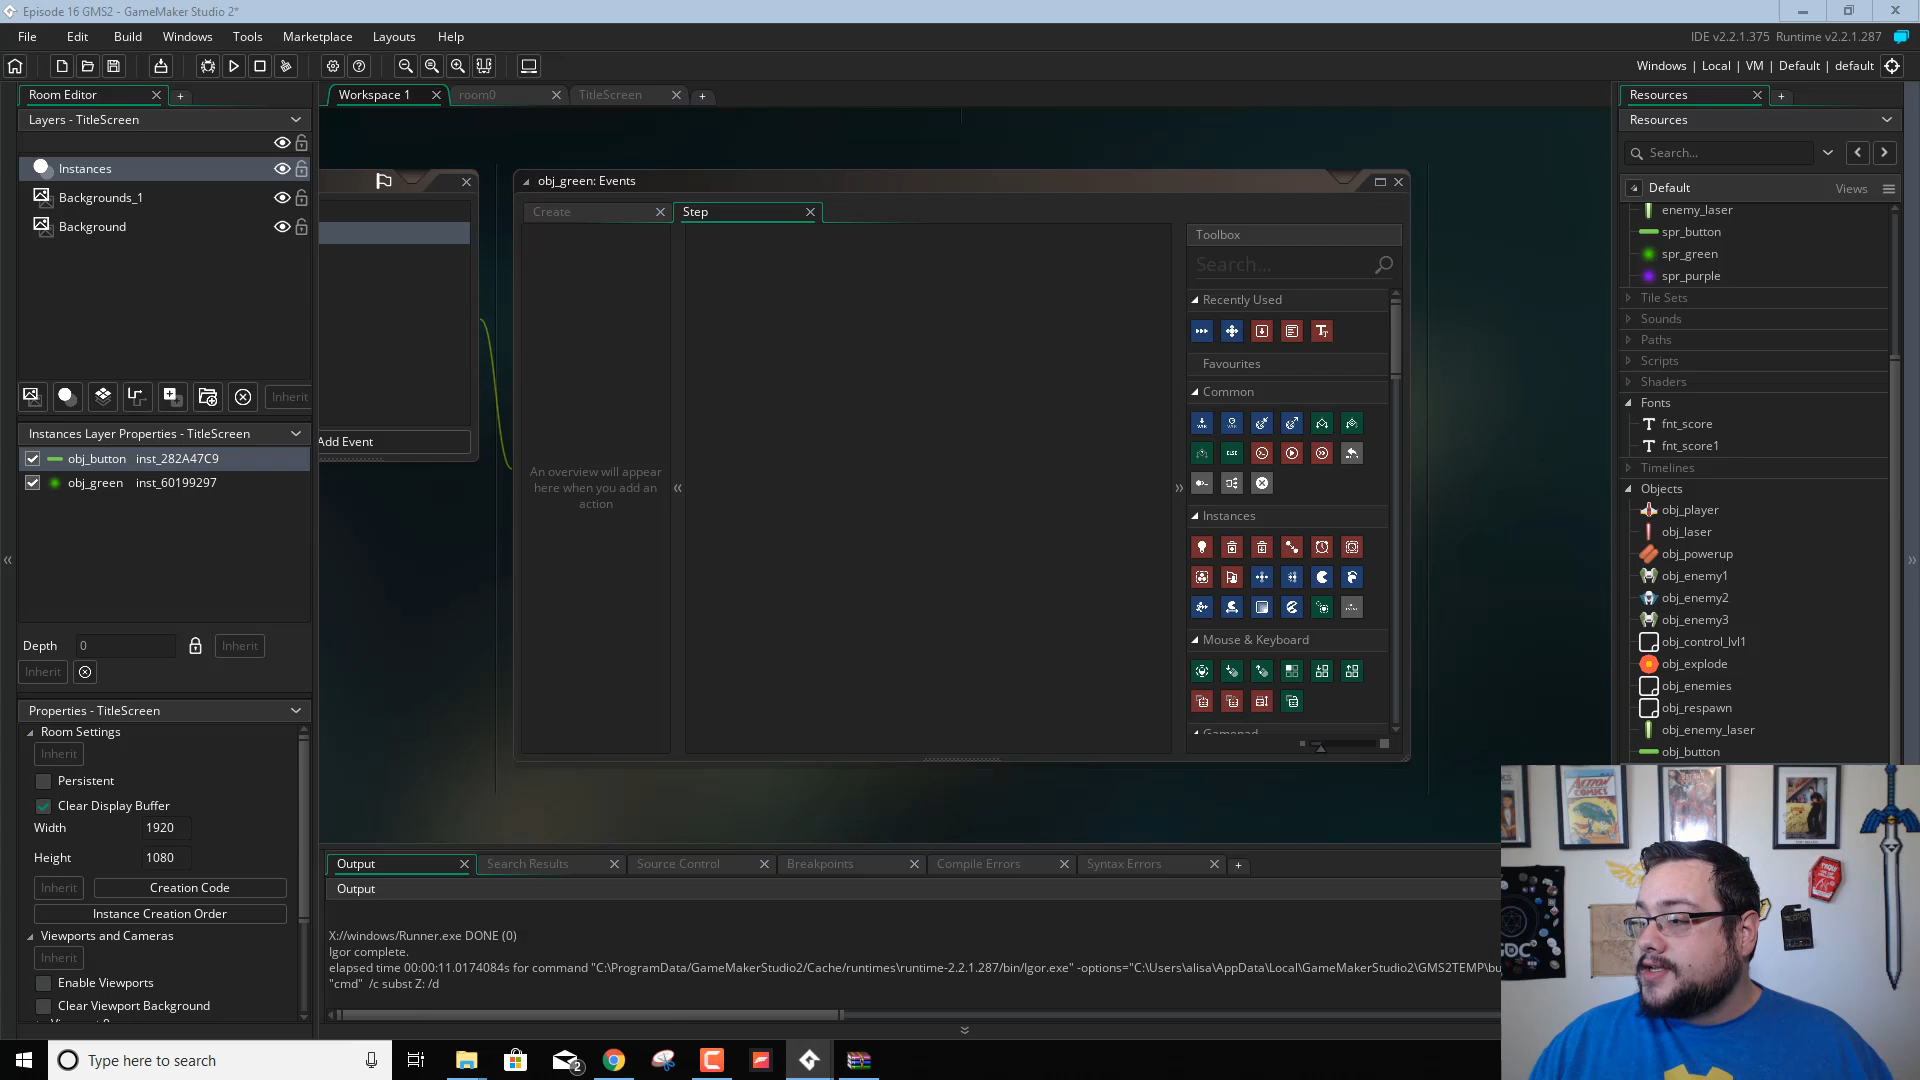 Episode 16 GMS2 - GameMaker Studio 2*
File Edit Build Windows Tools Marketplace Layouts Help
IDE v2.2.1.375 Runtime v2.2.1.287
Windows | Local | VM | Default | default
Room Editor
Workspace 1
room0
TitleScreen
Resources
Layers - TitleScreen
Resources
Search...
Instances
Backgrounds_1
Background
obj_green: Events
Create
Step
Default
Views
enemy_laser
spr_button
spr_green
spr_purple
Toolbox
Search...
Recently Used
Favourites
Common
ELSE
Instances
Mouse & Keyboard
An overview will appear
here when you add an
action
Tile Sets
Sounds
Paths
Scripts
Shaders
Fonts
fnt_score
fnt_score1
Timelines
Objects
obj_player
obj_laser
obj_powerup
obj_enemy1
obj_enemy2
obj_enemy3
obj_control_lvl1
obj_explode
obj_enemies
obj_respawn
obj_enemy_laser
obj_button
Inherit
Add Event
Instances Layer Properties - TitleScreen
obj_button inst_282A47C9
obj_green inst_60199297
Depth 0
Inherit
Inherit
Properties - TitleScreen
Room Settings
Inherit
Persistent
Clear Display Buffer
Width 1920
Height 1080
Inherit
Creation Code
Instance Creation Order
Viewports and Cameras
Inherit
Enable Viewports
Clear Viewport Background
Output
Search Results
Source Control
Breakpoints
Compile Errors
Syntax Errors
Output
X://windows/Runner.exe DONE (0)
Igor complete.
elapsed time 00:00:11.0174084s for command "C:\ProgramData/GameMakerStudio2/Cache/runtimes\runtime-2.2.1.287/bin/Igor.exe" -options="C:\Users\alisa\AppData\Local\GameMakerStudio2\GMS2TEMP\bu
"cmd" /c subst Z: /d
Type here to search
2
ACTION
COMICS
GDC